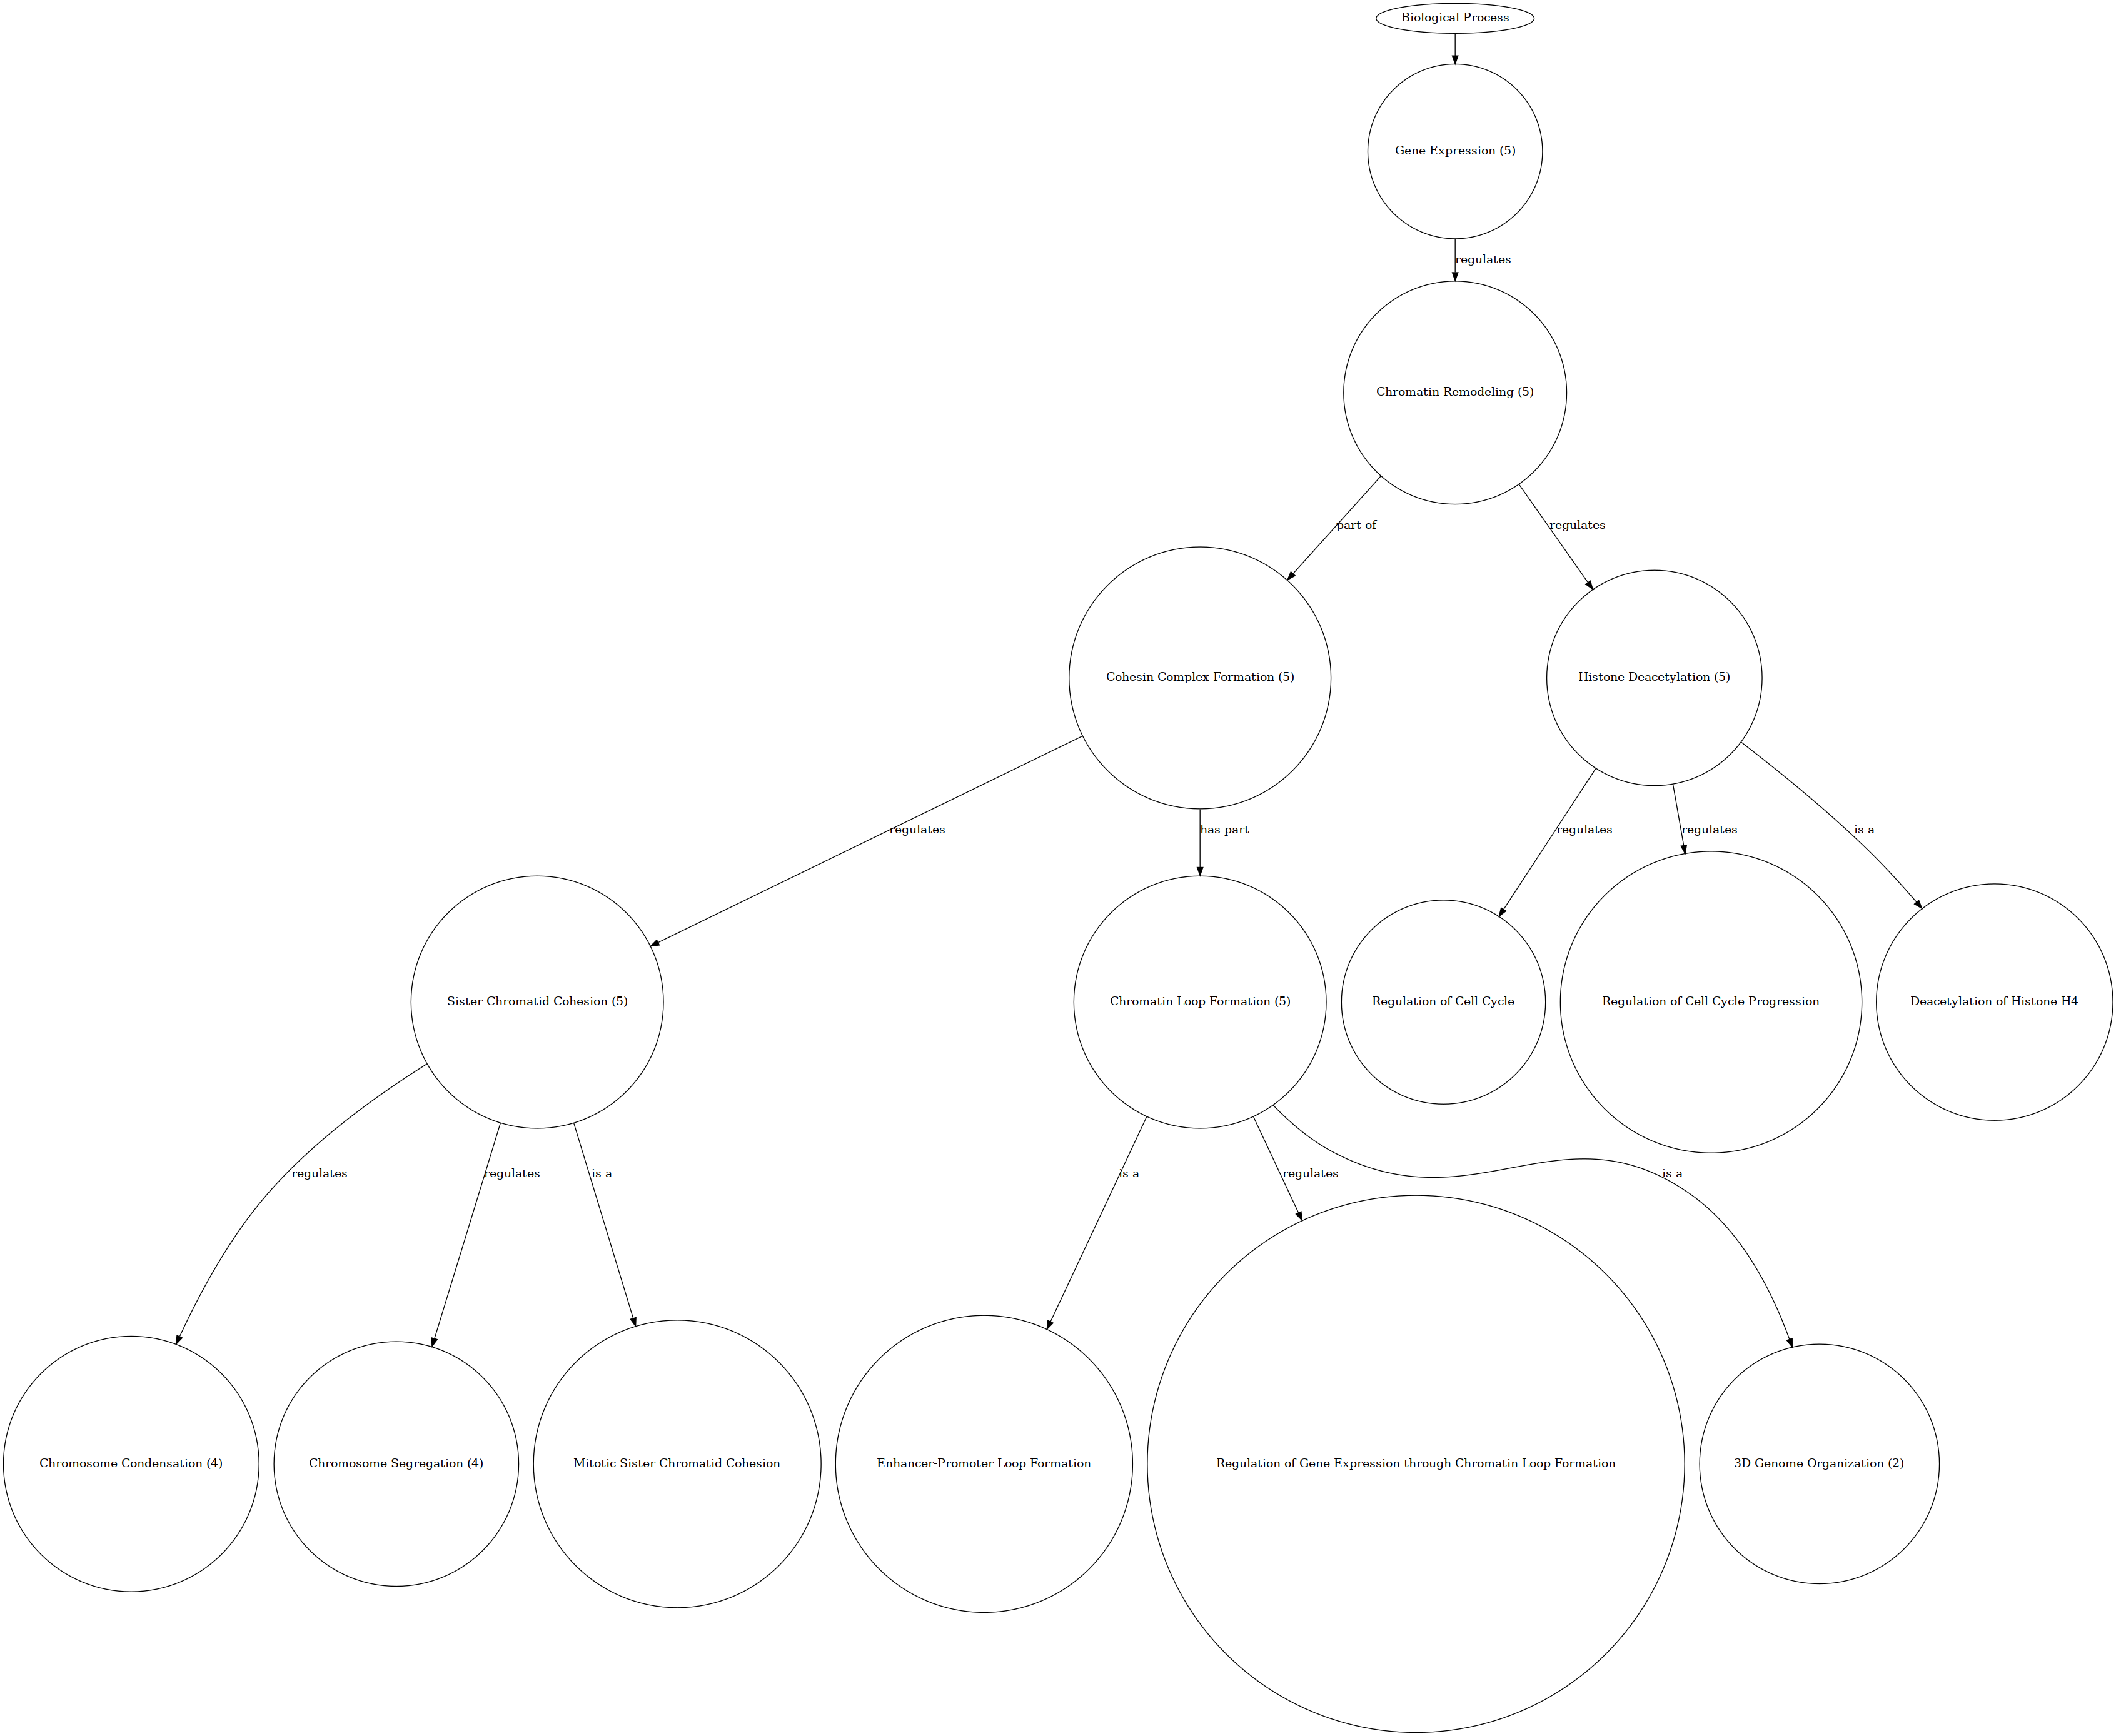 Biological Process
Gene Expression (5)
regulates
Chromatin Remodeling (5)
part of
regulates
Cohesin Complex Formation (5)
Histone Deacetylation (5)
regulates
has part
regulates
regulates
is a
Sister Chromatid Cohesion (5)
Chromatin Loop Formation (5)
Regulation of Cell Cycle
Regulation of Cell Cycle Progression
Deacetylation of Histone H4
regulates
regulates
is a
is a
regulates
is a
Chromosome Condensation (4)
Chromosome Segregation (4)
Mitotic Sister Chromatid Cohesion
Enhancer-Promoter Loop Formation
Regulation of Gene Expression through Chromatin Loop Formation
3D Genome Organization (2)